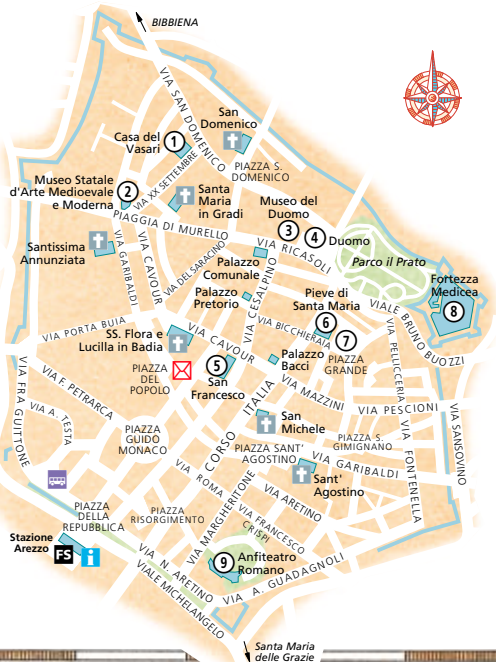 BIBBIENA
VIA SAN DOMENICO
San
Domenico
Casa del
Vasari
1
PIAZZA S.
DOMENICO
VIA XX SETTEMBRE
Museo Statale
d'Arte Medioevale
e Moderna
2
Santa
Maria
in Gradi
Museo del
Duomo
3
4
Duomo
PIAGGIA DI MURELLO
VIA RICASOLI
Parco il Prato
Santissima
Annunziata
VIA GARIBALDI
VIA CAVOUR
VIA DEL SARACINO
Palazzo
Comunale
VIA CESALPINO
Fortezza
Medicea
8
Palazzo
Pretorio
Pieve di
Santa Maria
6
7
VIALE BRUNO BUOZZI
VIA PORTA BUIA
SS. Flora e
Lucilla in Badia
VIA CAVOUR
VIA BICCHIERAIA
PIAZZA
GRANDE
VIA PELLICCERIA
PIAZZA
DEL
POPOLO
5
San
Francesco
Palazzo
Bacci
VIA MAZZINI
VIA PESCIONI
VIA FRA
GUITTONE
VIA F. PETRARCA
VIA A. TESTA
CORSO ITALIA
San
Michele
VIA SANSOVINO
PIAZZA
GUIDO
MONACO
PIAZZA SANT'
AGOSTINO
PIAZZA S.
GIMIGNANO
VIA GARIBALDI
VIA FONTENELLA
VIA ROMA
Sant'
Agostino
VIA ARETINO
VIA MARGHERITONE
PIAZZA
DELLA
REPUBBLICA
PIAZZA
RISORGIMENTO
VIA FRANCESCO
CRISPI
Stazione
Arezzo
FS
i
9
Anfiteatro
Romano
VIA N. ARETINO
VIA A. GUADAGNOLI
VIALE MICHELANGELO
Santa Maria
delle Grazie